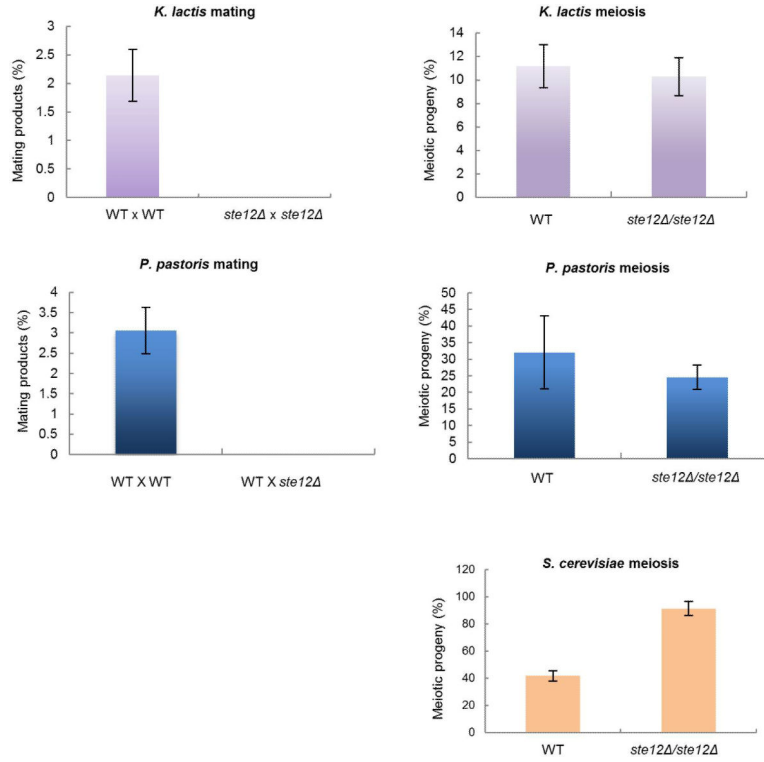 K. lactis mating
Mating products (%)
3
2.5
2
1.5
1
0.5
0
WT x WT
ste12Δ x ste12Δ
K. lactis meiosis
Meiotic progeny (%)
14
12
10
8
6
4
2
0
WT
ste12Δ/ste12Δ
P. pastoris mating
Mating products (%)
4
3.5
3
2.5
2
1.5
1
0.5
0
WT X WT
WT X ste12Δ
P. pastoris meiosis
Meiotic progeny (%)
50
45
40
35
30
25
20
15
10
5
0
WT
ste12Δ/ste12Δ
S. cerevisiae meiosis
Meiotic progeny (%)
120
100
80
60
40
20
0
WT
ste12Δ/ste12Δ